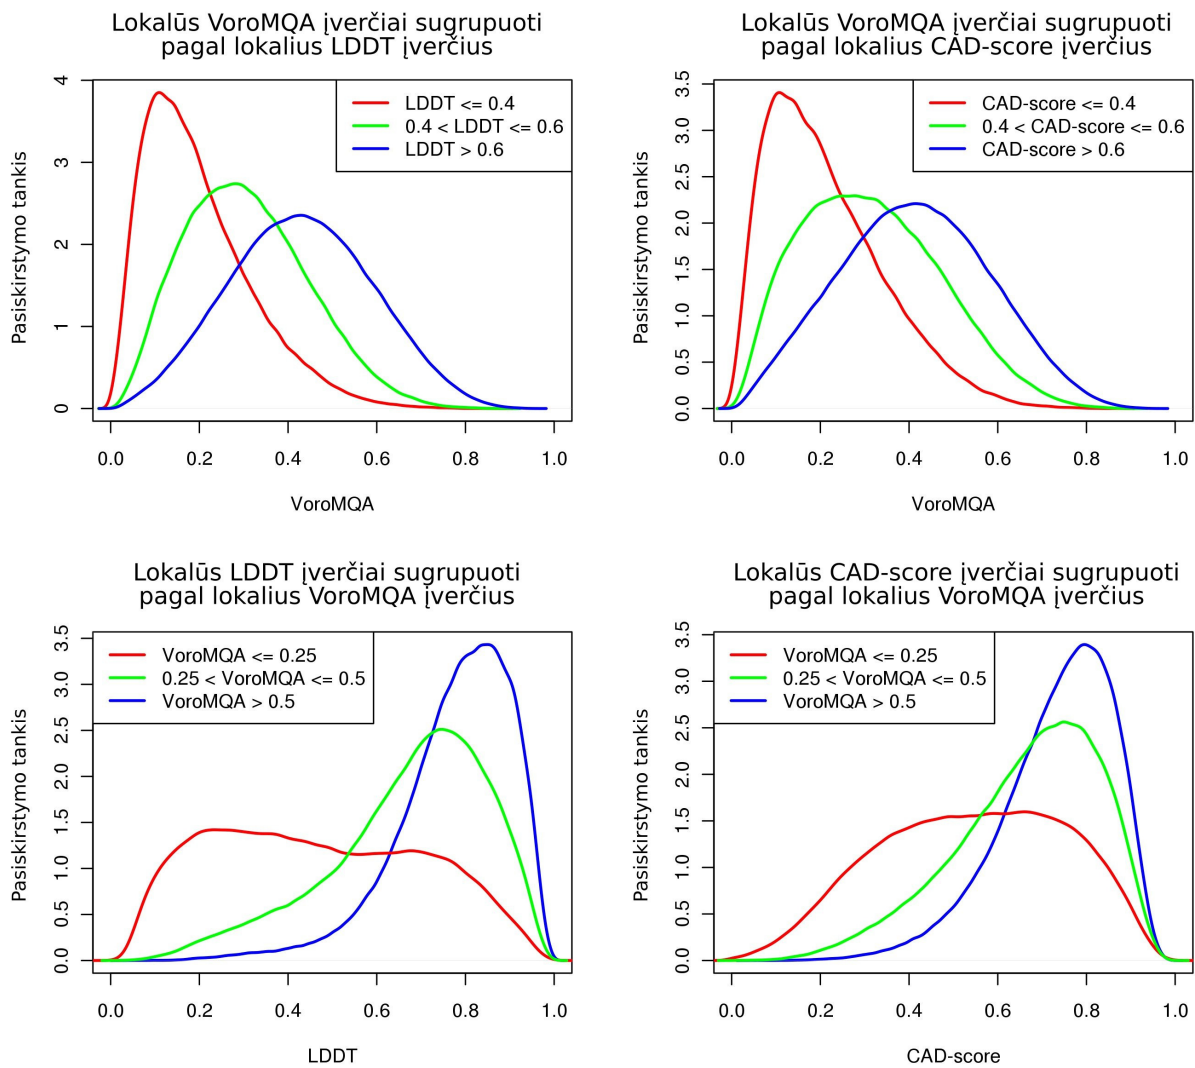 Lokalūs VoroMQA įverčiai sugrupuoti
pagal lokalius LDDT įverčius
LDDT <= 0.4
0.4 < LDDT <= 0.6
LDDT > 0.6
Pasiskirstymo tankis
4
3
2
1
0
0.0 0.2 0.4 0.6 0.8 1.0
VoroMQA
Lokalūs VoroMQA įverčiai sugrupuoti
pagal lokalius CAD-score įverčius
CAD-score <= 0.4
0.4 < CAD-score <= 0.6
CAD-score > 0.6
Pasiskirstymo tankis
3.5
3.0
2.5
2.0
1.5
1.0
0.5
0.0
0.0 0.2 0.4 0.6 0.8 1.0
VoroMQA
Lokalūs LDDT įverčiai sugrupuoti
pagal lokalius VoroMQA įverčius
VoroMQA <= 0.25
0.25 < VoroMQA <= 0.5
VoroMQA > 0.5
Pasiskirstymo tankis
3.5
3.0
2.5
2.0
1.5
1.0
0.5
0.0
0.0 0.2 0.4 0.6 0.8 1.0
LDDT
Lokalūs CAD-score įverčiai sugrupuoti
pagal lokalius VoroMQA įverčius
VoroMQA <= 0.25
0.25 < VoroMQA <= 0.5
VoroMQA > 0.5
Pasiskirstymo tankis
3.5
3.0
2.5
2.0
1.5
1.0
0.5
0.0
0.0 0.2 0.4 0.6 0.8 1.0
CAD-score